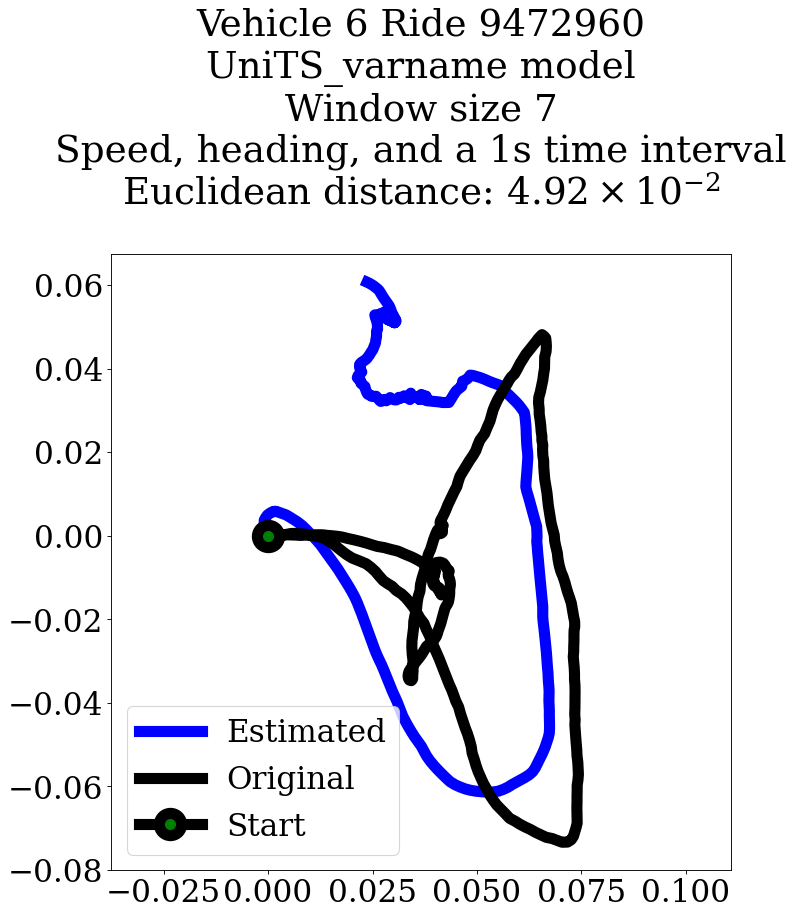 Vehicle 6 Ride 9472960
UniTS_varname model
Window size 7
Speed, heading, and a 1s time interval
Euclidean distance: 4.92 × 10⁻²
0.06
0.04
0.02
0.00
−0.02
−0.04
−0.06
−0.08
Estimated
Original
Start
−0.025 0.000 0.025 0.050 0.075 0.100